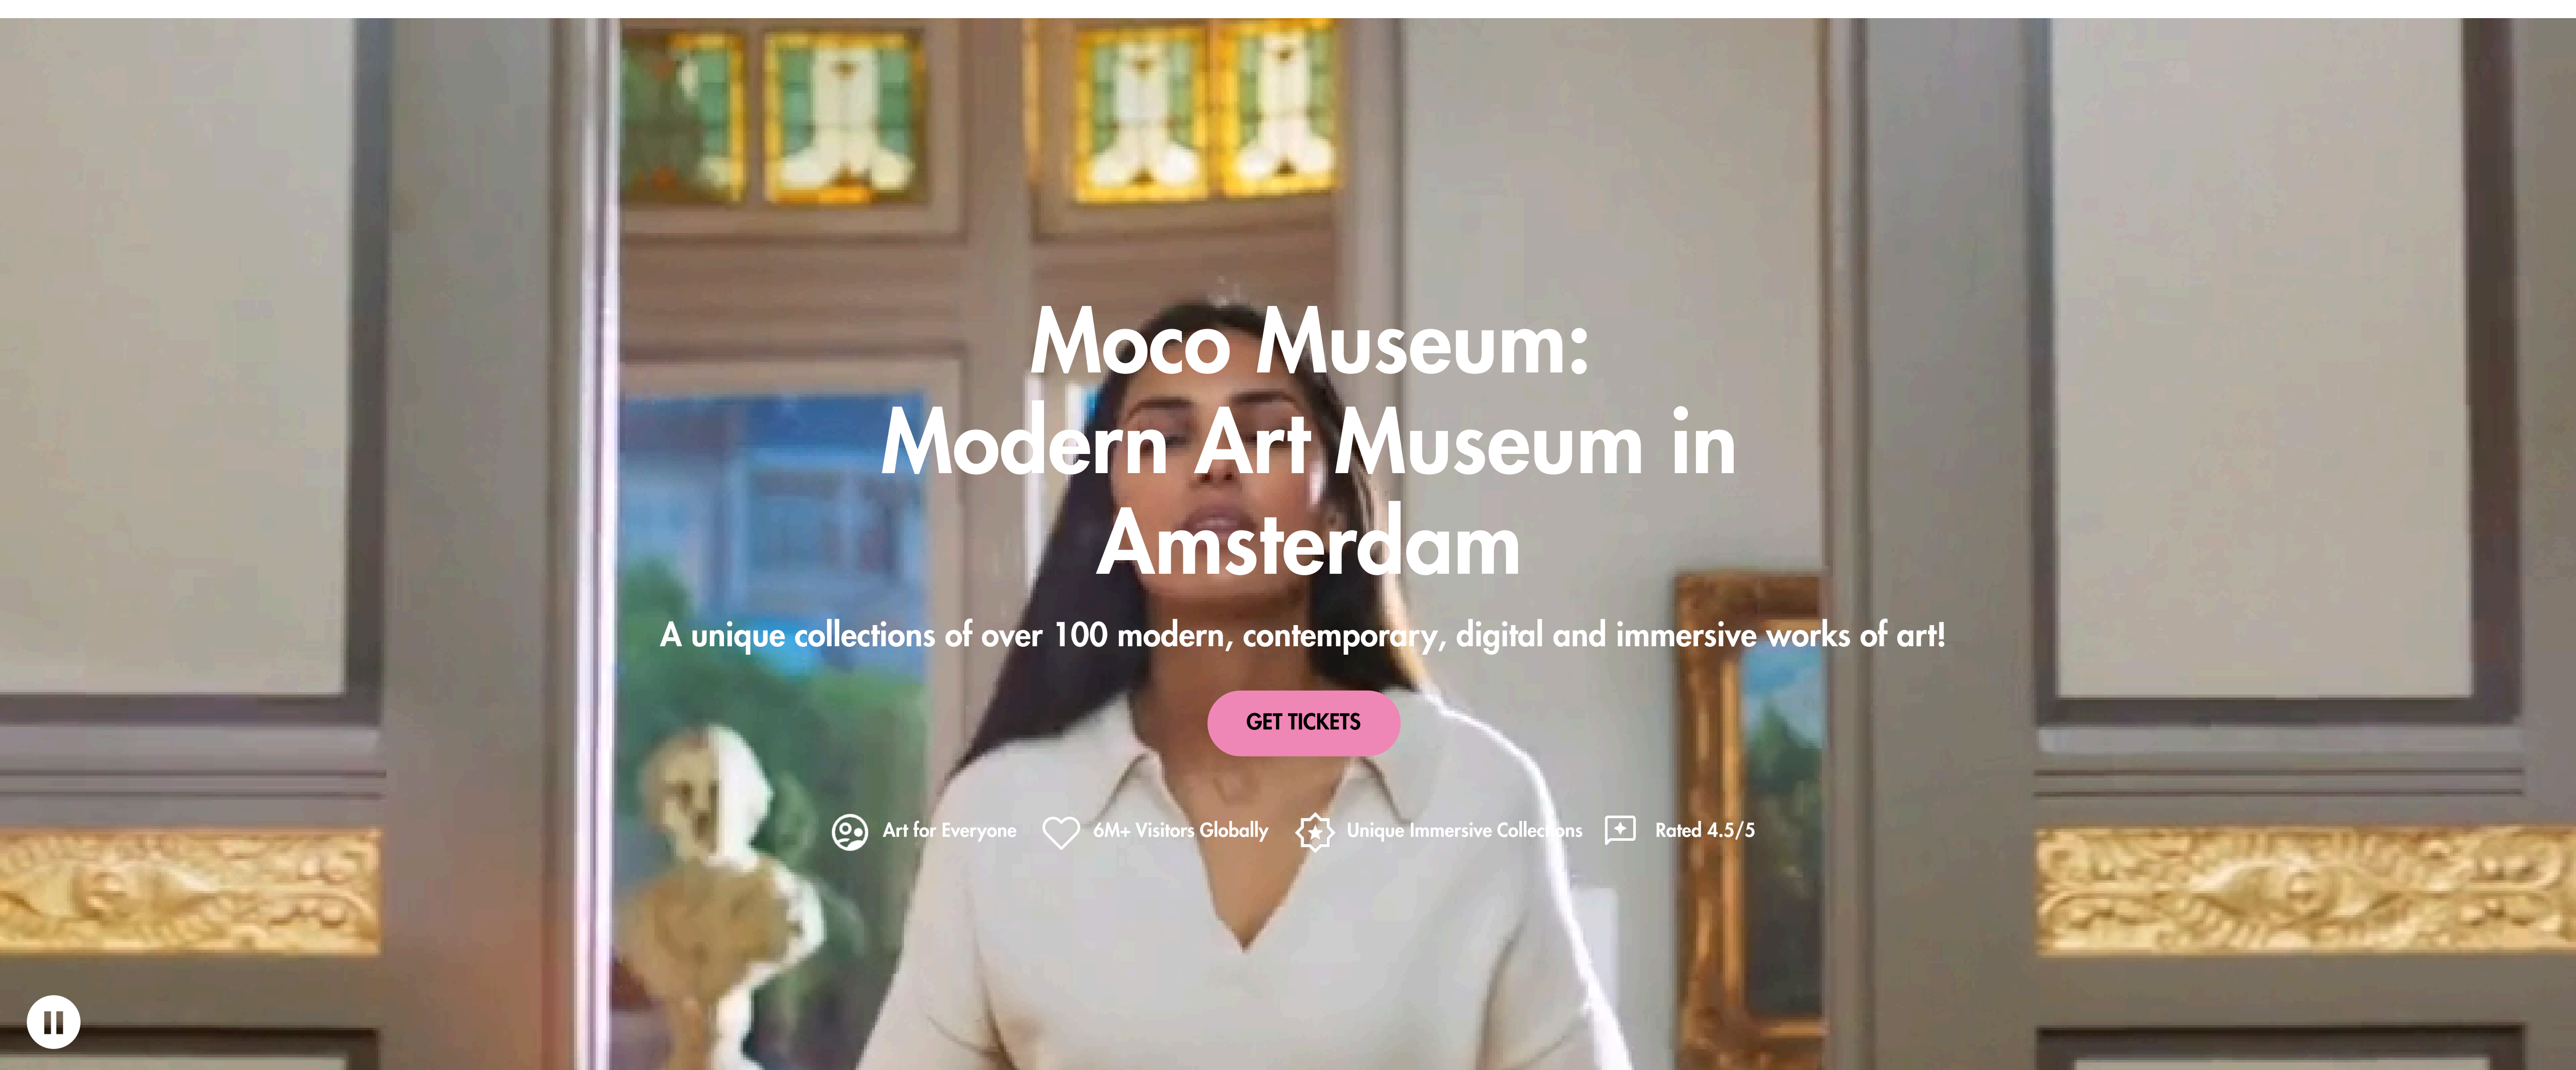 Moco Museum:
Modern Art Museum in
Amsterdam
A unique collections of over 100 modern, contemporary, digital and immersive works of art!
GET TICKETS
Art for Everyone
6M+ Visitors Globally
Unique Immersive Collections
Rated 4.5/5